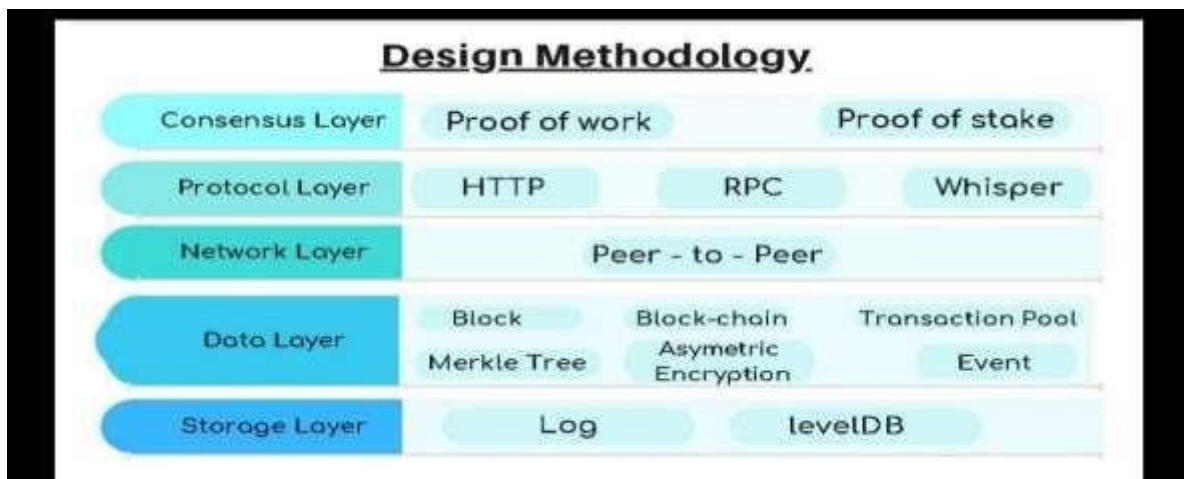 Design Methodology
Consensus Layer Proof of work Proof of stake
Protocol Layer HTTP RPC Whisper
Network Layer Peer - to - Peer
Data Layer
Block Block-chain Transaction Pool
Merkle Tree Asymetric Encryption Event
Storage Layer Log levelDB